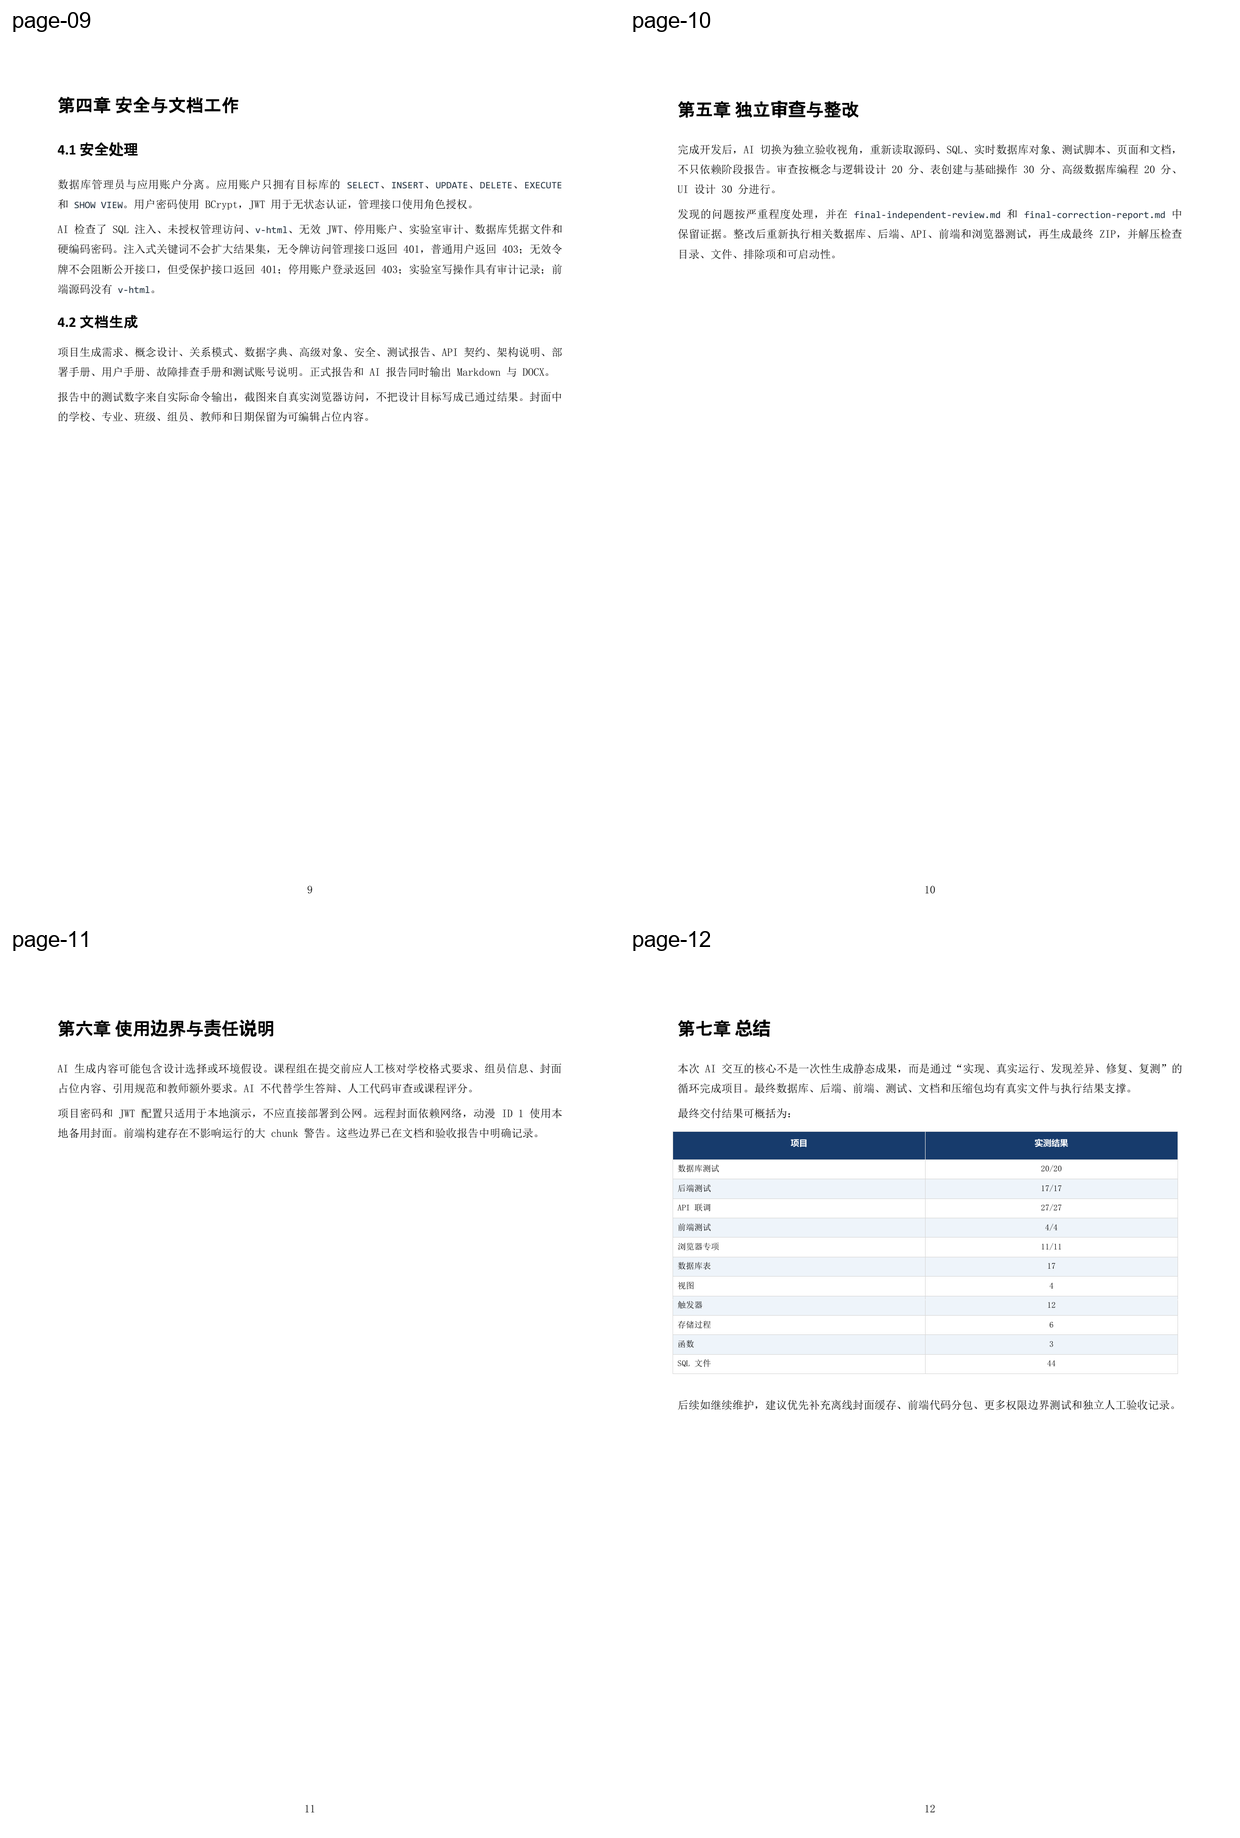 page-09
第四章 安全与文档工作
4.1 安全处理
数据库管理员与应用账户分离。应用账户只拥有目标库的 SELECT、INSERT、UPDATE、DELETE、EXECUTE
和 SHOW VIEW。用户密码使用 BCrypt，JWT 用于无状态认证，管理接口使用角色授权。
AI 检查了 SQL 注入、未授权管理访问、v-html、无效 JWT、停用账户、实验室审计、数据库凭据文件和
硬编码密码。注入式关键词不会扩大结果集，无令牌访问管理接口返回 401，普通用户返回 403；无效令
牌不会阻断公开接口，但受保护接口返回 401；停用账户登录返回 403；实验室写操作具有审计记录；前
端源码没有 v-html。
4.2 文档生成
项目生成需求、概念设计、关系模式、数据字典、高级对象、安全、测试报告、API 契约、架构说明、部
署手册、用户手册、故障排查手册和测试账号说明。正式报告和 AI 报告同时输出 Markdown 与 DOCX。
报告中的测试数字来自实际命令输出，截图来自真实浏览器访问，不把设计目标写成已通过结果。封面中
的学校、专业、班级、组员、教师和日期保留为可编辑占位内容。
9
page-10
第五章 独立审查与整改
完成开发后，AI 切换为独立验收视角，重新读取源码、SQL、实时数据库对象、测试脚本、页面和文档，
不只依赖阶段报告。审查按概念与逻辑设计 20 分、表创建与基础操作 30 分、高级数据库编程 20 分、
UI 设计 30 分进行。
发现的问题按严重程度处理，并在 final-independent-review.md 和 final-correction-report.md 中
保留证据。整改后重新执行相关数据库、后端、API、前端和浏览器测试，再生成最终 ZIP，并解压检查
目录、文件、排除项和可启动性。
10
page-11
第六章 使用边界与责任说明
AI 生成内容可能包含设计选择或环境假设。课程组在提交前应人工核对学校格式要求、组员信息、封面
占位内容、引用规范和教师额外要求。AI 不代替学生答辩、人工代码审查或课程评分。
项目密码和 JWT 配置只适用于本地演示，不应直接部署到公网。远程封面依赖网络，动漫 ID 1 使用本
地备用封面。前端构建存在不影响运行的大 chunk 警告。这些边界已在文档和验收报告中明确记录。
11
page-12
第七章 总结
本次 AI 交互的核心不是一次性生成静态成果，而是通过“实现、真实运行、发现差异、修复、复测”的
循环完成项目。最终数据库、后端、前端、测试、文档和压缩包均有真实文件与执行结果支撑。
最终交付结果可概括为：
项目 实测结果
数据库测试 20/20
后端测试 17/17
API 联调 27/27
前端测试 4/4
浏览器专项 11/11
数据库表 17
视图 4
触发器 12
存储过程 6
函数 3
SQL 文件 44
后续如继续维护，建议优先补充离线封面缓存、前端代码分包、更多权限边界测试和独立人工验收记录。
12